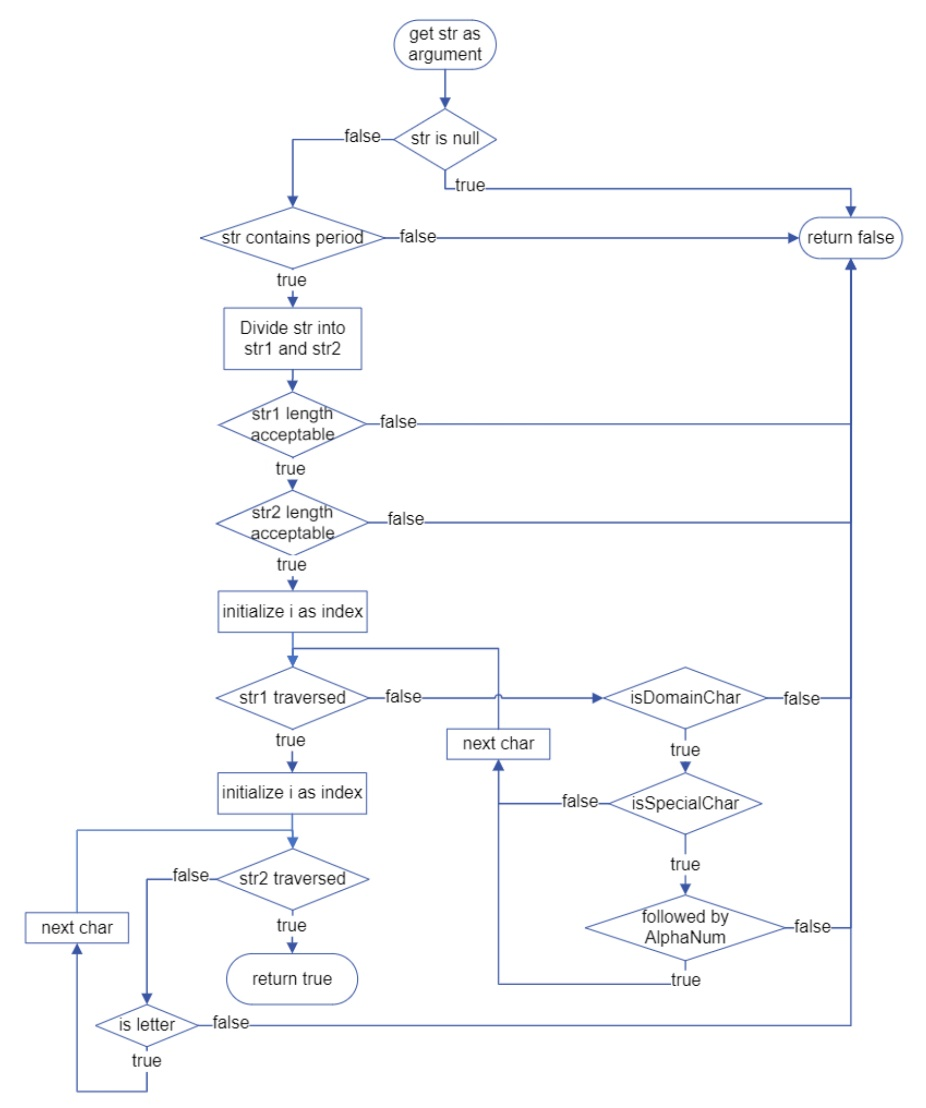 get str as
argument
str is null
false
true
str contains period
false
return false
true
Divide str into
str1 and str2
str1 length
acceptable
false
true
str2 length
acceptable
false
true
initialize i as index
str1 traversed
false
isDomainChar
false
true
next char
true
initialize i as index
false
isSpecialChar
true
false
str2 traversed
true
followed by
AlphaNum
false
next char
return true
true
is letter
false
true